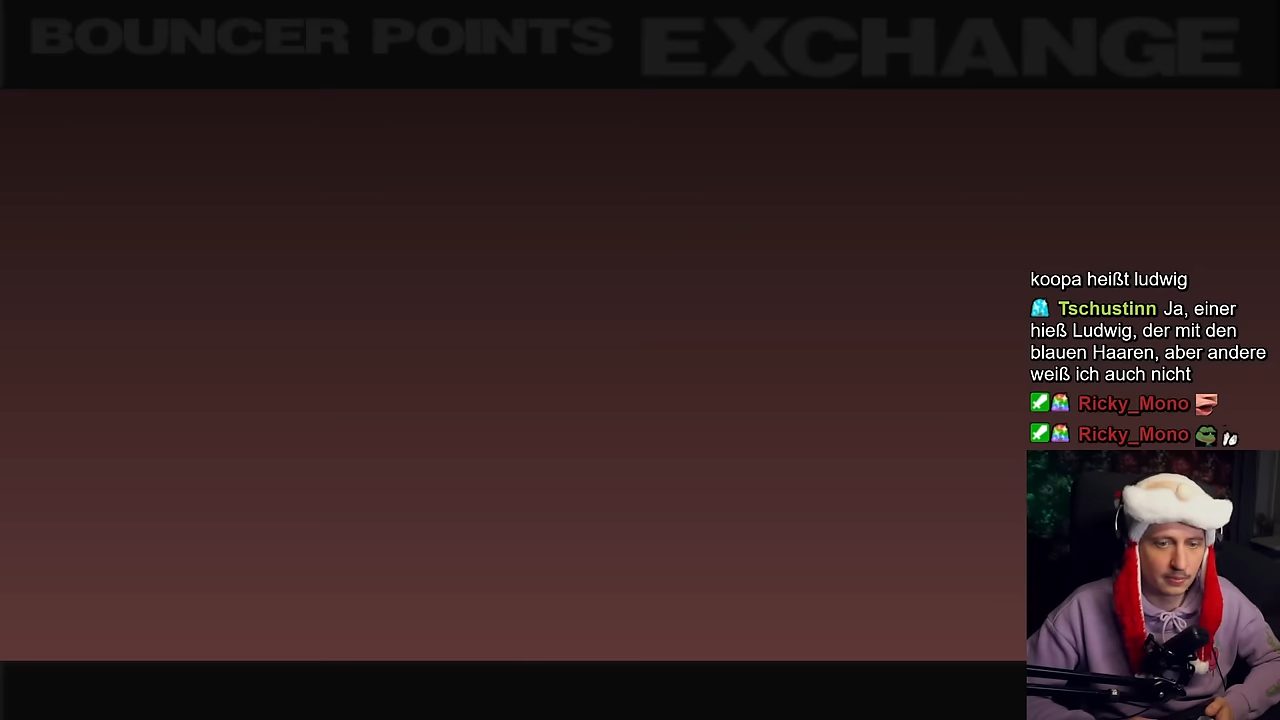 BOUNCER POINTS EXCHANGE
koopa heißt ludwig
Tschustinn Ja, einer
hieß Ludwig, der mit den
blauen Haaren, aber andere
weiß ich auch nicht
Ricky_Mono
Ricky_Mono